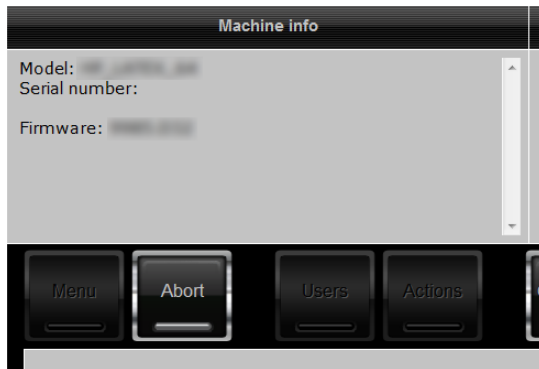 Machine info
Model:
Serial number:
Firmware:
Menu
Abort
Users
Actions